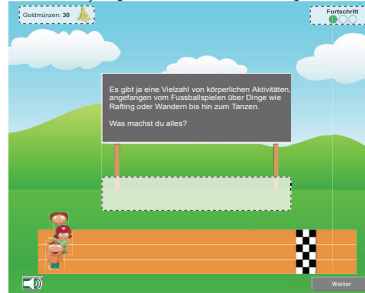 Goldmünzen: 30
Fortschritt
Es gibt ja eine Vielzahl von körperlichen Aktivitäten,
angefangen vom Fussballspielen über Dinge wie
Rafting oder Wandern bis hin zum Tanzen.
Was machst du alles?
Weiter